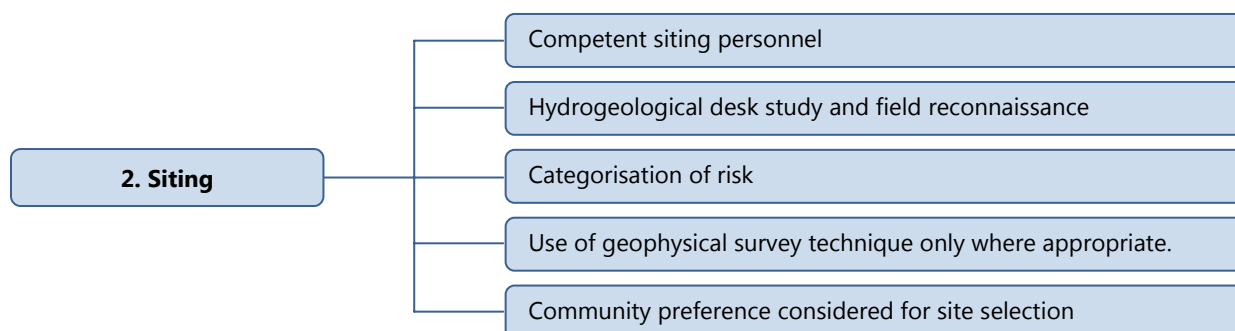 2. Siting
Competent siting personnel
Hydrogeological desk study and field reconnaissance
Categorisation of risk
Use of geophysical survey technique only where appropriate.
Community preference considered for site selection